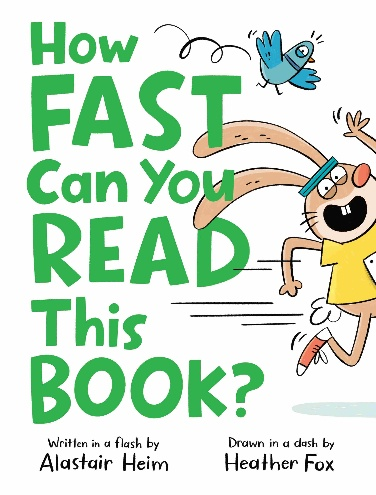 How
FAST
Can You
READ
This
BOOK?
Written in a flash by
Alastair Heim
Drawn in a dash by
Heather Fox